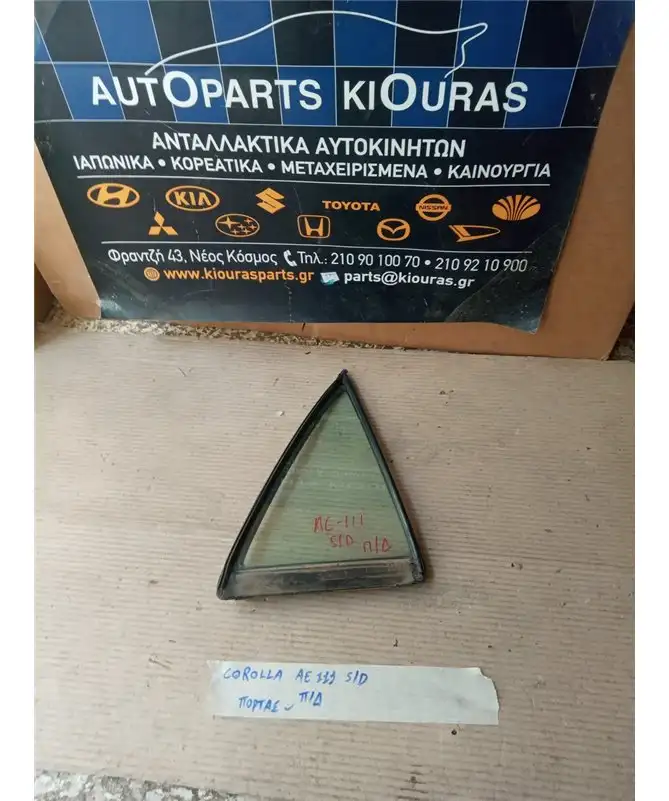 AUTOPARTS KIOURAS
ΑΝΤΑΛΛΑΚΤΙΚΑ ΑΥΤΟΚΙΝΗΤΩΝ
ΙΑΠΩΝΙΚΑ • ΚΟΡΕΑΤΙΚΑ • ΜΕΤΑΧΕΙΡΙΣΜΕΝΑ • ΚΑΙΝΟΥΡΓΙΑ
KIA
TOYOTA
NISSAN
Φραντζή 43, Νέος Κόσμος Τηλ.: 210 90 100 70 • 210 92 10 900
www.kiourasparts.gr parts@kiouras.gr
AE-111
S/D Π/Δ
COROLLA AE 111 S/D
ΠΟΡΤΑΣ Π/Δ